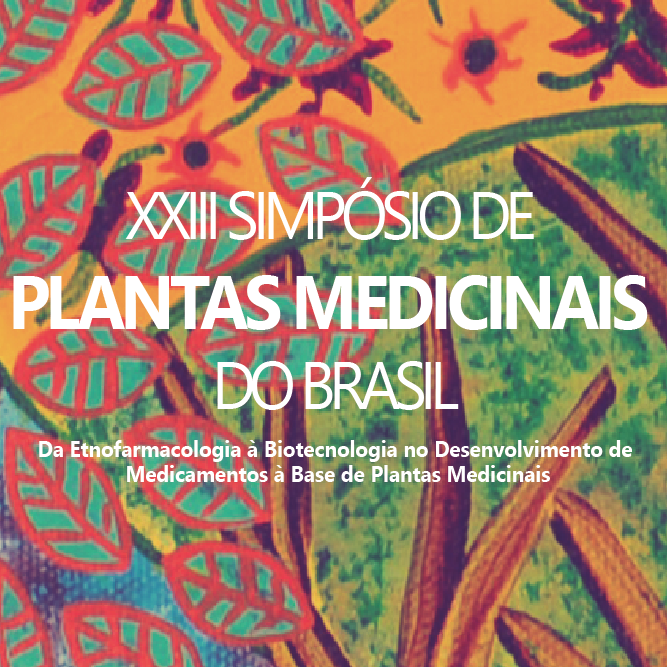 XXIII SIMPÓSIO DE
PLANTAS MEDICINAIS
DO BRASIL
Da Etnofarmacologia à Biotecnologia no Desenvolvimento de
Medicamentos à Base de Plantas Medicinais